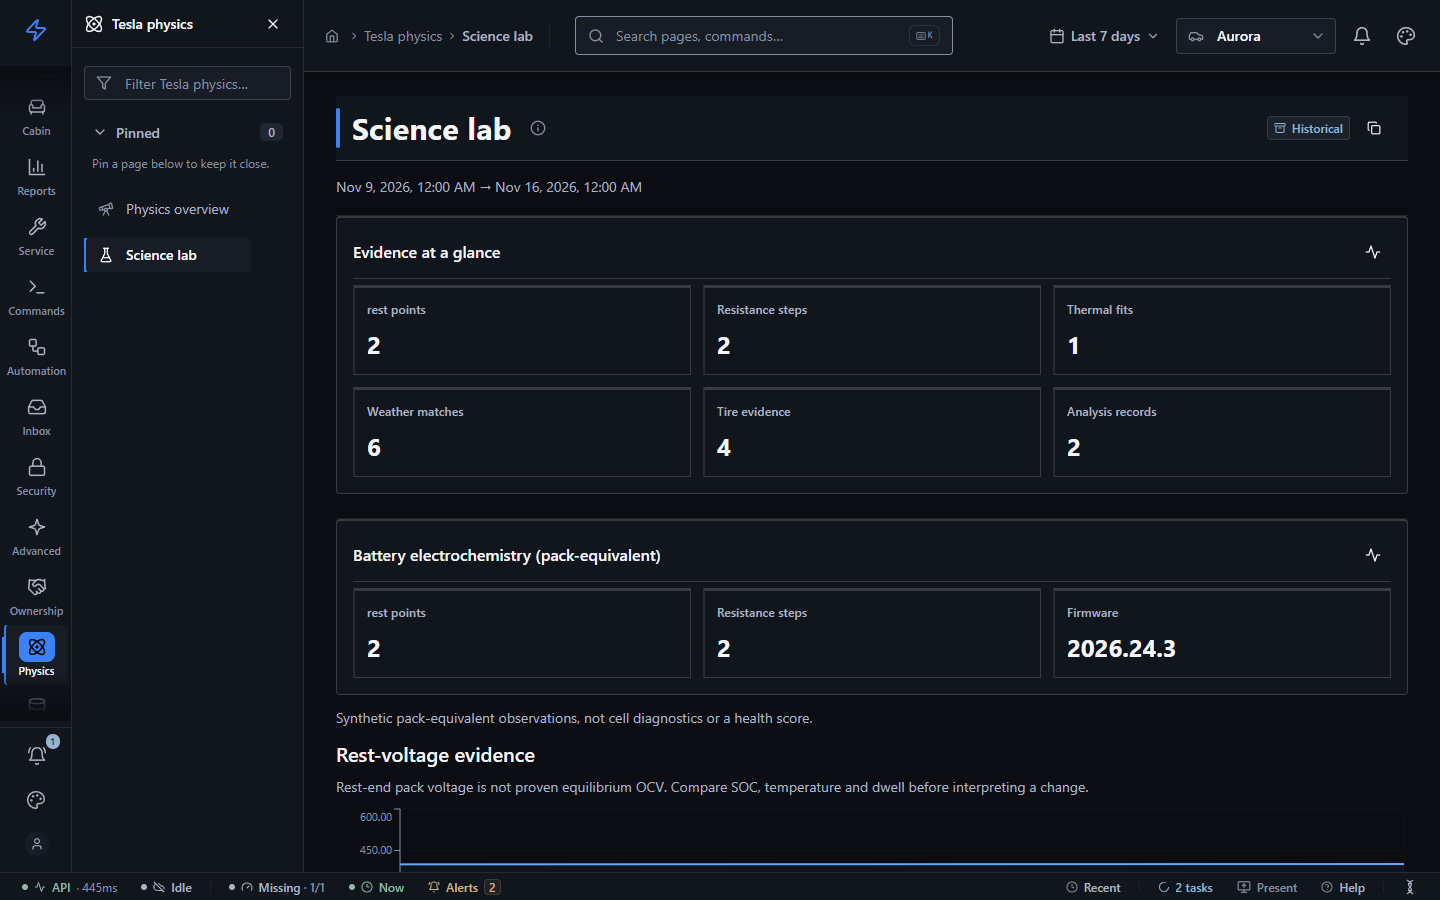 Tesla physics
Tesla physics
Science lab
Search pages, commands...
K
Last 7 days
Aurora
Filter Tesla physics...
Pinned
0
Pin a page below to keep it close.
Physics overview
Science lab
Cabin
Reports
Service
Commands
Automation
Inbox
Security
Advanced
Ownership
Physics
1
Science lab
Historical
Nov 9, 2026, 12:00 AM → Nov 16, 2026, 12:00 AM
Evidence at a glance
rest points
2
Resistance steps
2
Thermal fits
1
Weather matches
6
Tire evidence
4
Analysis records
2
Battery electrochemistry (pack-equivalent)
rest points
2
Resistance steps
2
Firmware
2026.24.3
Synthetic pack-equivalent observations, not cell diagnostics or a health score.
Rest-voltage evidence
Rest-end pack voltage is not proven equilibrium OCV. Compare SOC, temperature and dwell before interpreting a change.
600.00
450.00
API · 445ms
Idle
Missing · 1/1
Now
Alerts 2
Recent
2 tasks
Present
Help